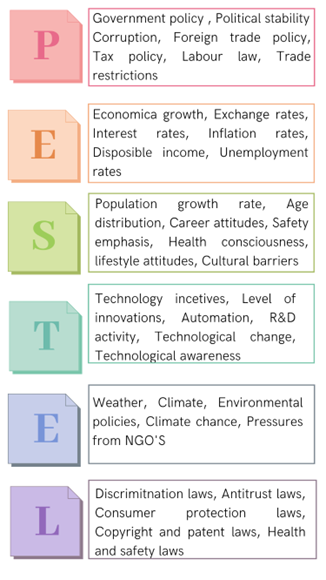 P
Government policy , Political stability
Corruption, Foreign trade policy,
Tax policy, Labour law, Trade
restrictions
E
Economica growth, Exchange rates,
Interest rates, Inflation rates,
Disposible income, Unemployment
rates
S
Population growth rate, Age
distribution, Career attitudes, Safety
emphasis, Health consciousness,
lifestyle attitudes, Cultural barriers
T
Technology incetives, Level of
innovations, Automation, R&D
activity, Technological change,
Technological awareness
E
Weather, Climate, Environmental
policies, Climate chance, Pressures
from NGO'S
L
Discrimitnation laws, Antitrust laws,
Consumer protection laws,
Copyright and patent laws, Health
and safety laws